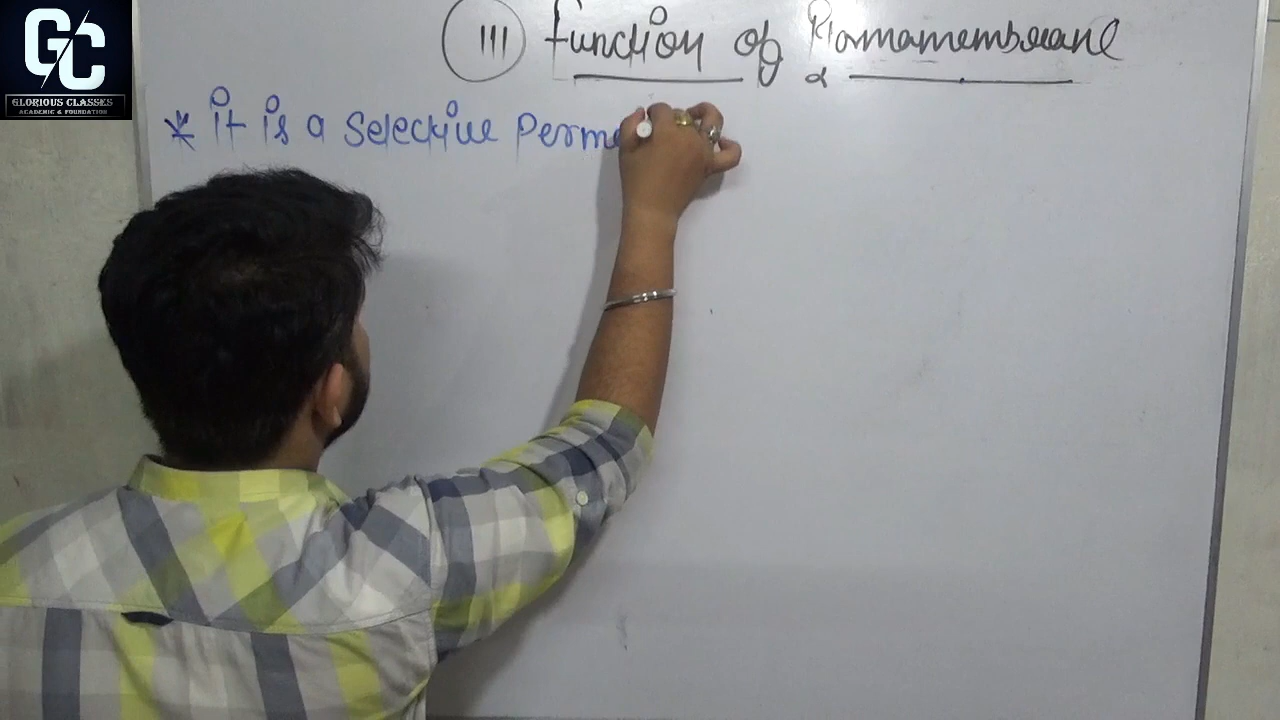 GC
GLORIOUS CLASSES
ACADEMIC & FOUNDATION
III function of Plasmamembrane
* it is a Selective Perme